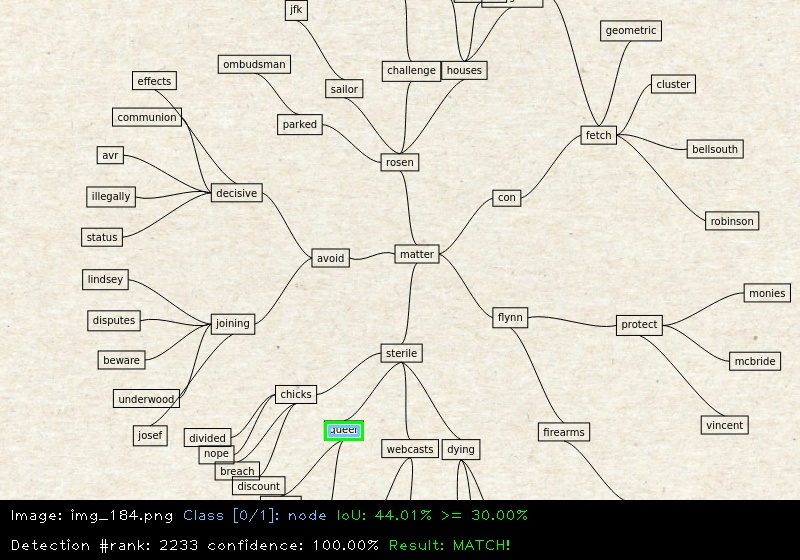 jfk
geometric
ombudsman
challenge
houses
effects
sailor
cluster
communion
parked
fetch
avr
rosen
bellsouth
illegally
decisive
con
robinson
status
avoid
matter
lindsey
monies
disputes
joining
flynn
protect
beware
sterile
mcbride
underwood
chicks
josef
divided
queer
firearms
vincent
nope
webcasts
dying
breach
discount
Image: img_184.png Class [0/1]: node IoU: 44.01% >= 30.00%
Detection #rank: 2233 confidence: 100.00% Result: MATCH!